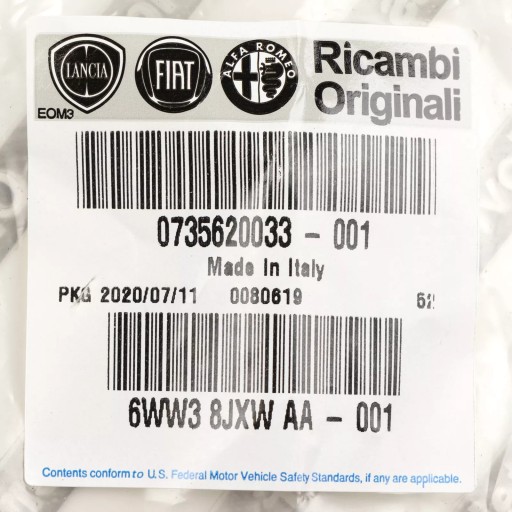 LANCIA FIAT ALFA ROMEO Ricambi
Originali
EOM3
0735620033 - 001
Made In Italy
PKG 2020/07/11 0080619 62
6WW3 8JXW AA - 001
Contents conform to U.S. Federal Motor Vehicle Safety Standards, if any are applicable.